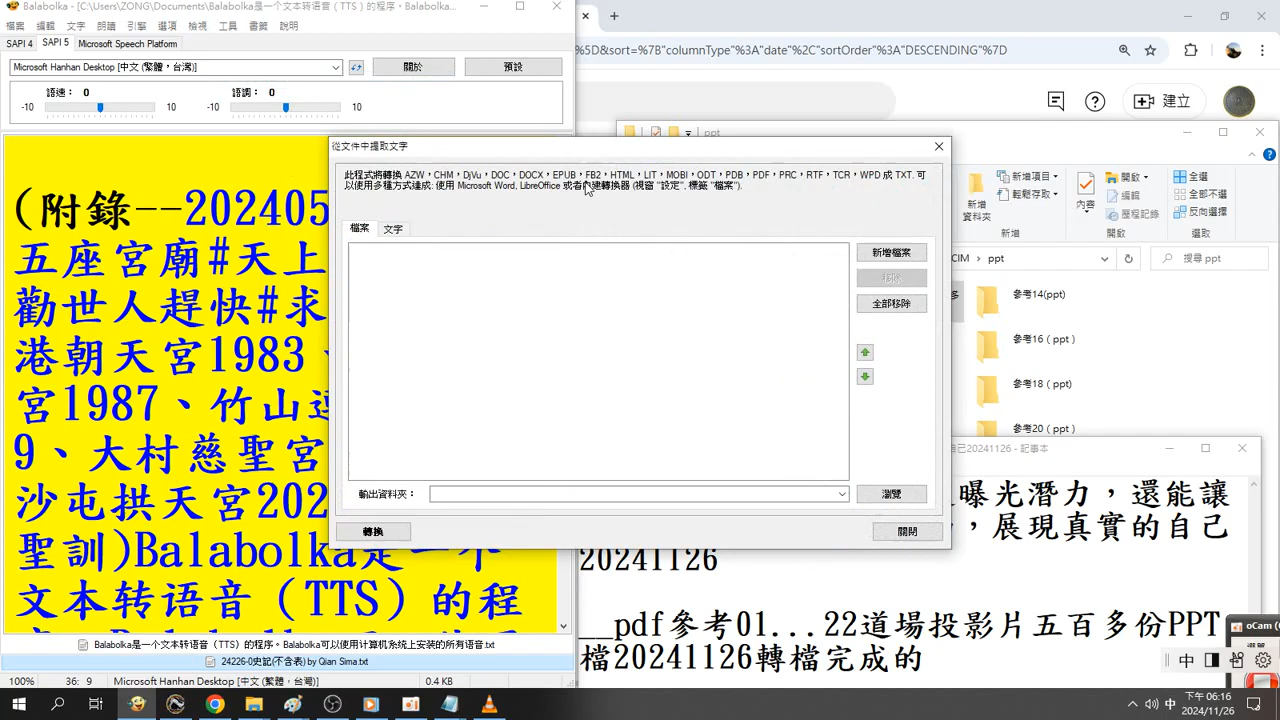 Balabolka - [C:\Users\ZONG\Documents\Balabolka是一个文本转语音（TTS）的程序。Balabolka...
檔案 編輯 文字 朗讀 引擎 選項 檢視 工具 書籤 說明
SAPI 4 SAPI 5 Microsoft Speech Platform
Microsoft Hanhan Desktop [中文 (繁體，台灣)] 關於 預設
語速： 0 語調： 0
-10 10 -10 10
(附錄--202405
五座宮廟#天上
勸世人趕快#求
港朝天宮1983、
宮1987、竹山
9、大村慈聖宮
沙屯拱天宮202
聖訓)Balabolka是一个
文本转语音（TTS）的程
Balabolka是一个文本转语音（TTS）的程序。Balabolka可以使用计算机系统上安装的所有语音.txt
24226-0史記(不含表) by Qian Sima.txt
100% 36: 9 Microsoft Hanhan Desktop [中文 (繁體，台灣)] 0.4 KB
從文件中提取文字
此程式將轉換 AZW，CHM，DjVu，DOC，DOCX，EPUB，FB2，HTML，LIT，MOBI，ODT，PDB，PDF，PRC，RTF，TCR，WPD 成 TXT. 可
以使用多種方式達成: 使用 Microsoft Word, LibreOffice 或者內建轉換器 (視窗 "設定", 標籤 "檔案").
檔案 文字
新增檔案
移除
全部移除
輸出資料夾： 瀏覽
轉換 關閉
5D&sort=%7B"columnType"%3A"date"%2C"sortOrder"%3A"DESCENDING"%7D
建立
ppt
新增資料夾
新增項目
輕鬆存取
新增
內容
開啟
編輯
歷程記錄
開啟
全選
全部不選
反向選擇
選取
CIM › ppt 搜尋 ppt
參考14(ppt)
參考16（ppt）
參考18（ppt)
參考20（ppt）
自己20241126 - 記事本
曝光潛力，還能讓
，展現真實的自己
20241126
__pdf參考01...22道場投影片五百多份PPT
檔20241126轉檔完成的
oCam
中
下午 06:16
中
2024/11/26